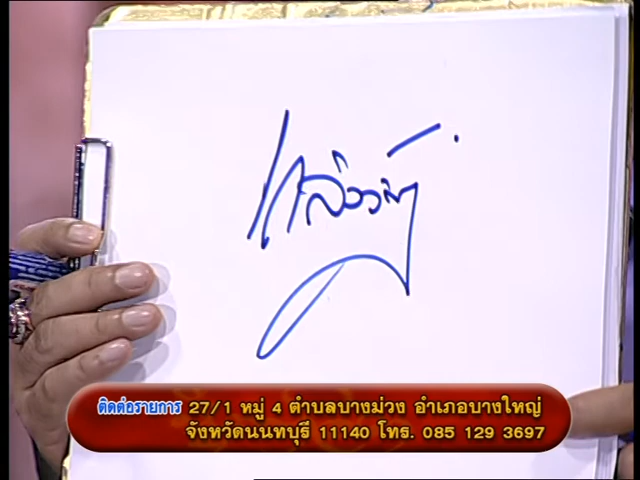 ติดต่อรายการ 27/1 หมู่ 4 ตำบลบางม่วง อำเภอบางใหญ่
จังหวัดนนทบุรี 11140 โทร. 085 129 3697